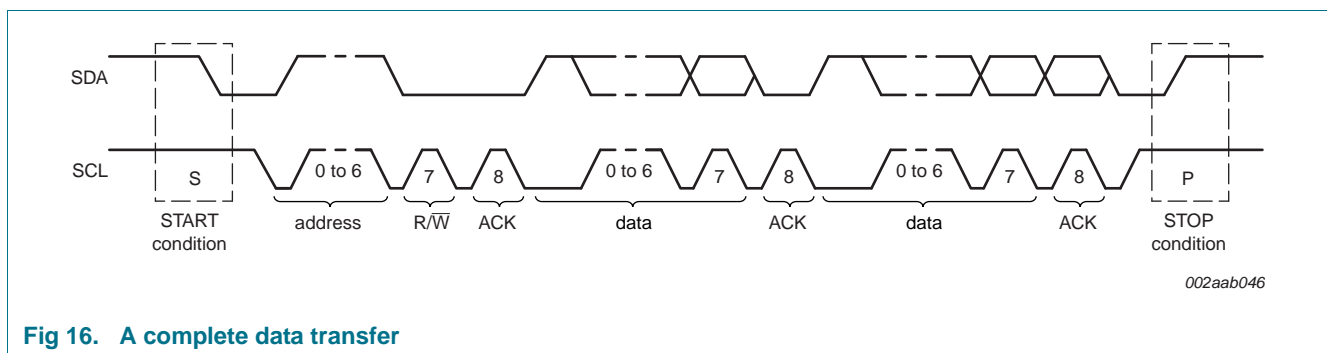 SDA
SCL
S
0 to 6
7
8
0 to 6
7
8
0 to 6
7
8
P
START
condition
address
R/W̅
ACK
data
ACK
data
ACK
STOP
condition
002aab046
Fig 16. A complete data transfer